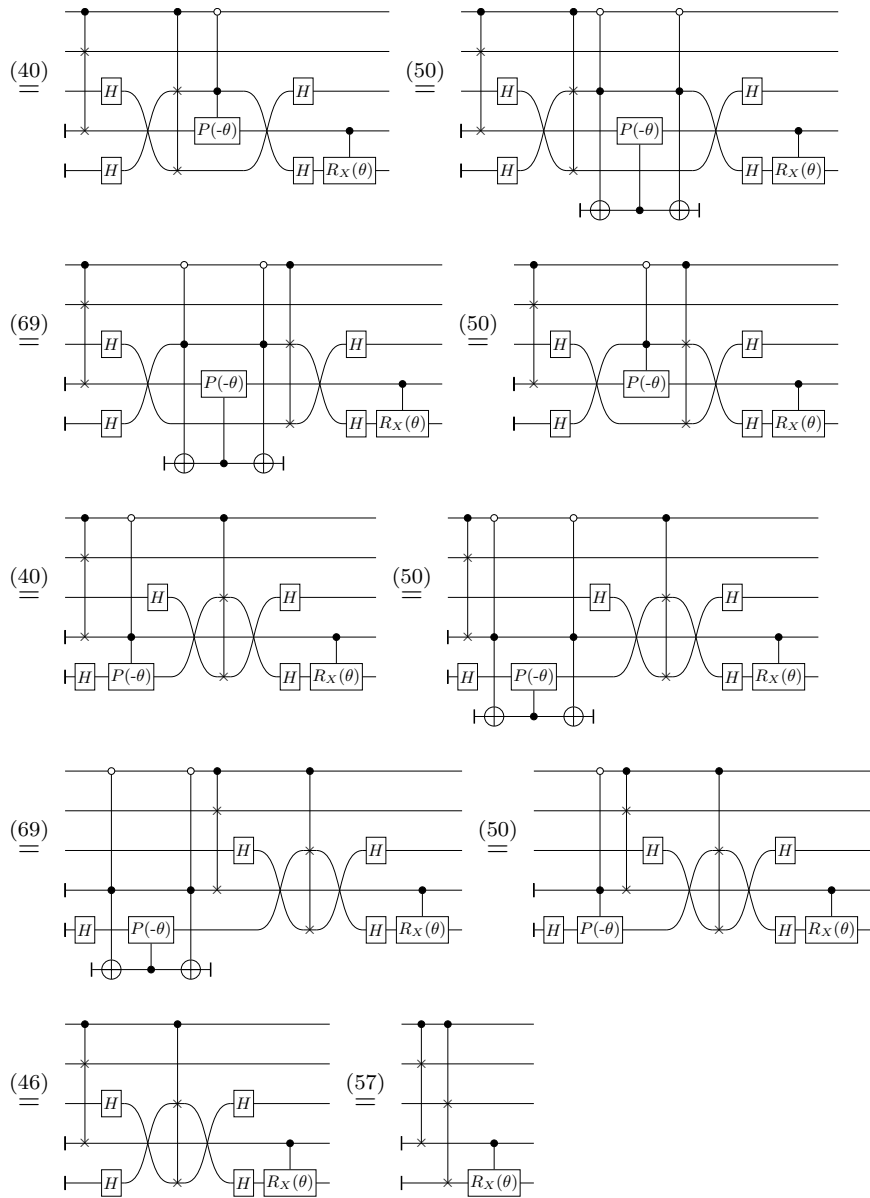 (40) = H H P(-θ) H H R_X(θ)
(50) = H H P(-θ) H H R_X(θ)
(69) = H H P(-θ) H H R_X(θ)
(50) = H H P(-θ) H H R_X(θ)
(40) = H H P(-θ) H H R_X(θ)
(50) = H H P(-θ) H H R_X(θ)
(69) = H H P(-θ) H H R_X(θ)
(50) = H H P(-θ) H H R_X(θ)
(46) = H H H H R_X(θ)
(57) = R_X(θ)